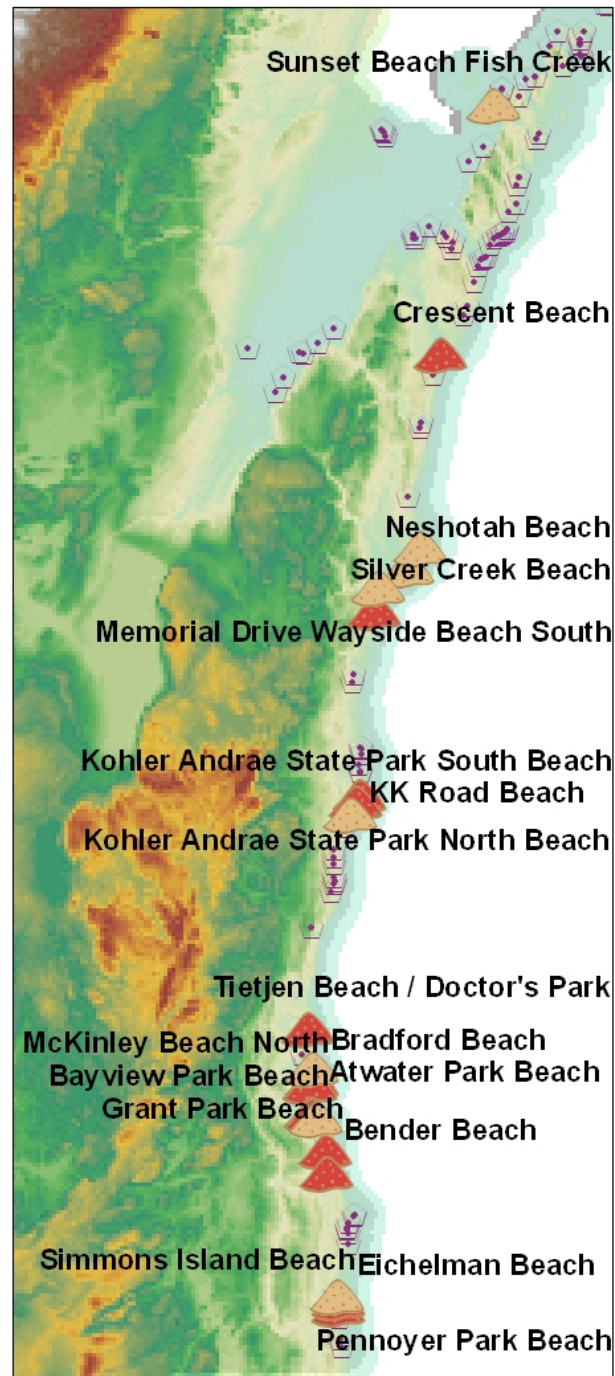 Sunset Beach Fish Creek
Crescent Beach
Neshotah Beach
Silver Creek Beach
Memorial Drive Wayside Beach South
Kohler Andrae State Park South Beach
KK Road Beach
Kohler Andrae State Park North Beach
Tietjen Beach / Doctor's Park
McKinley Beach North
Bradford Beach
Bayview Park Beach
Atwater Park Beach
Grant Park Beach
Bender Beach
Simmons Island Beach
Eichelman Beach
Pennoyer Park Beach